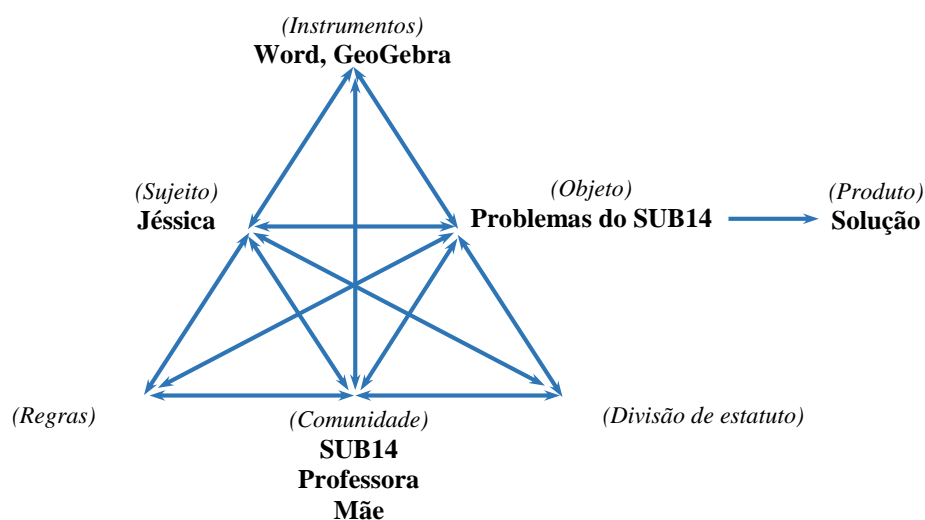 (Instrumentos)
Word, GeoGebra
(Sujeito)
Jéssica
(Objeto)
Problemas do SUB14
(Produto)
Solução
(Regras)
(Comunidade)
SUB14
Professora
Mãe
(Divisão de estatuto)